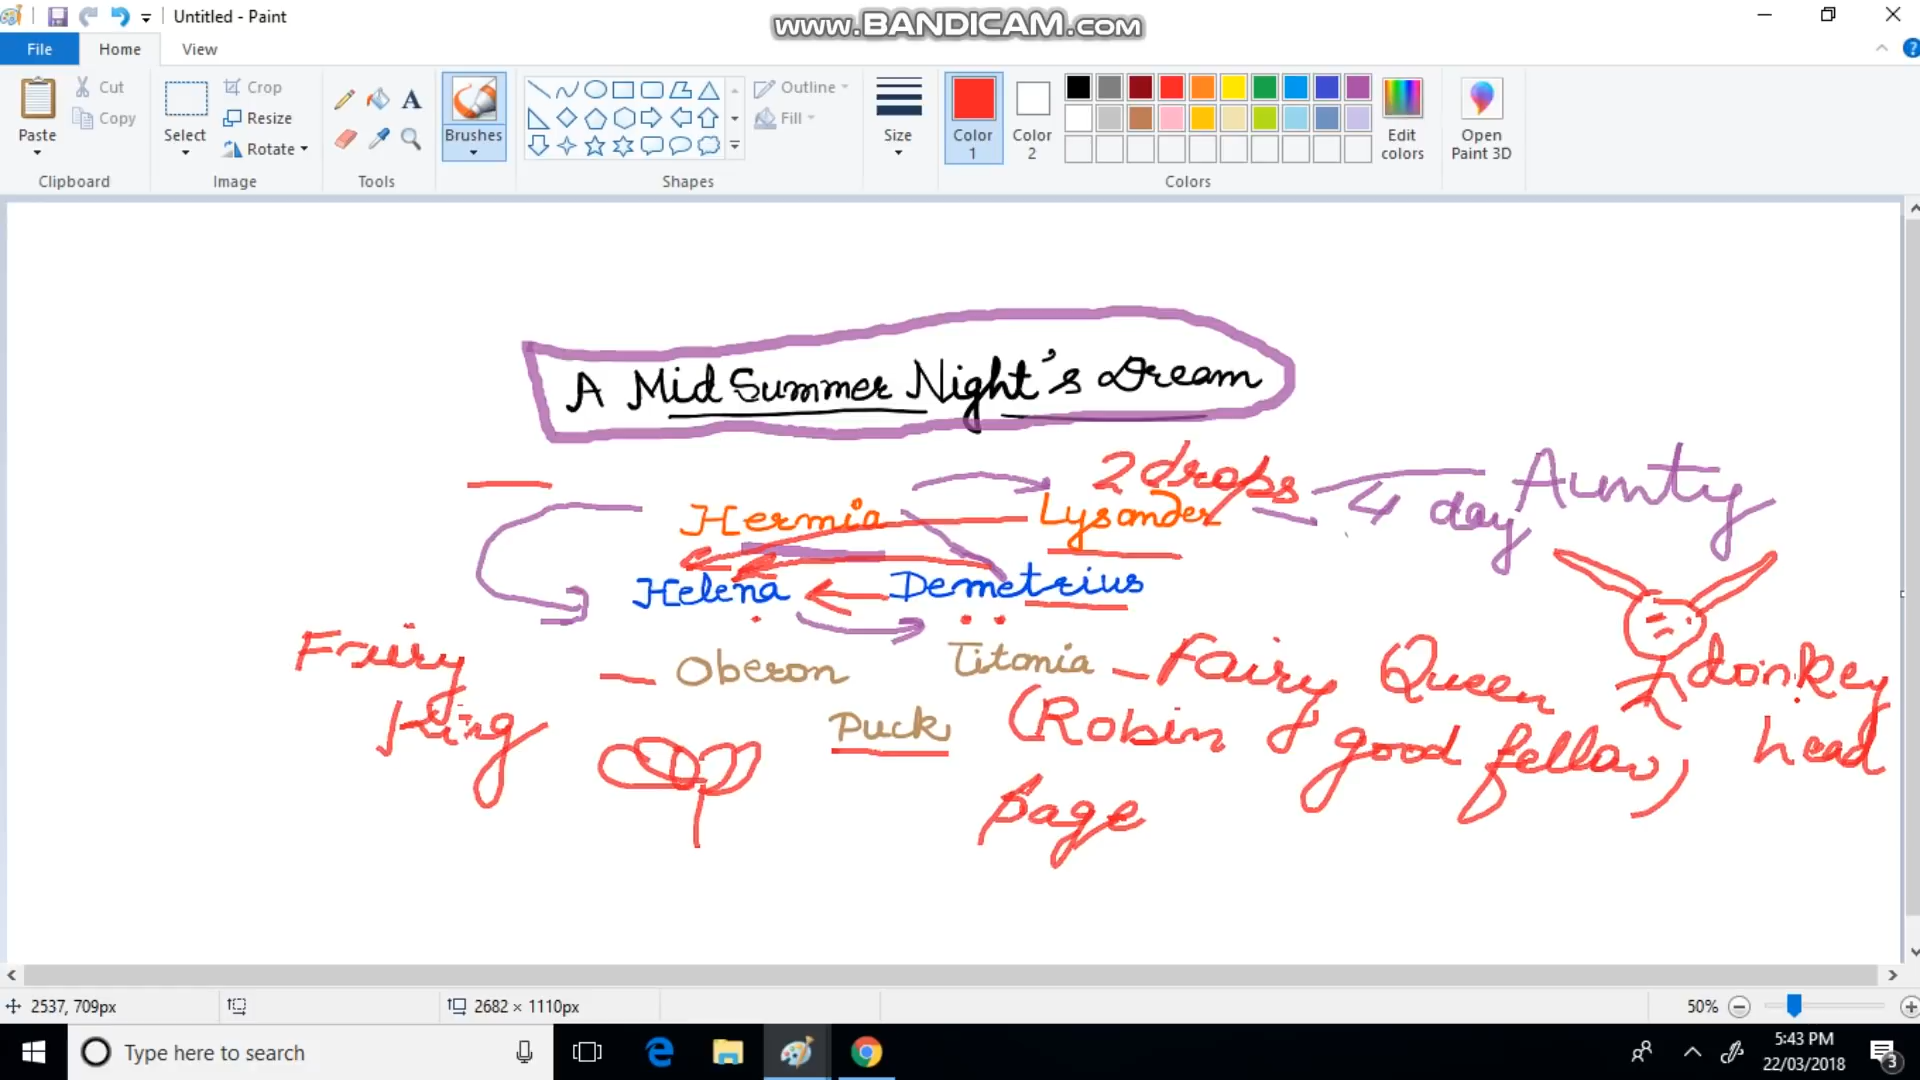 Untitled - Paint
www.BANDICAM.com
File Home View
Cut
Copy
Paste
Clipboard
Crop
Resize
Rotate
Select
Image
Tools
Brushes
Outline
Fill
Shapes
Size
Color 1
Color 2
Edit colors
Open Paint 3D
Colors
A Mid Summer Night's Dream
2 drops
4 day Aunty
Hermia Lysander
Helena Demetrius
Fairy King
Oberon Titania - Fairy Queen
donkey head
Puck (Robin good fellow)
page
2537, 709px
2682 × 1110px
50%
Type here to search
5:43 PM
22/03/2018
3